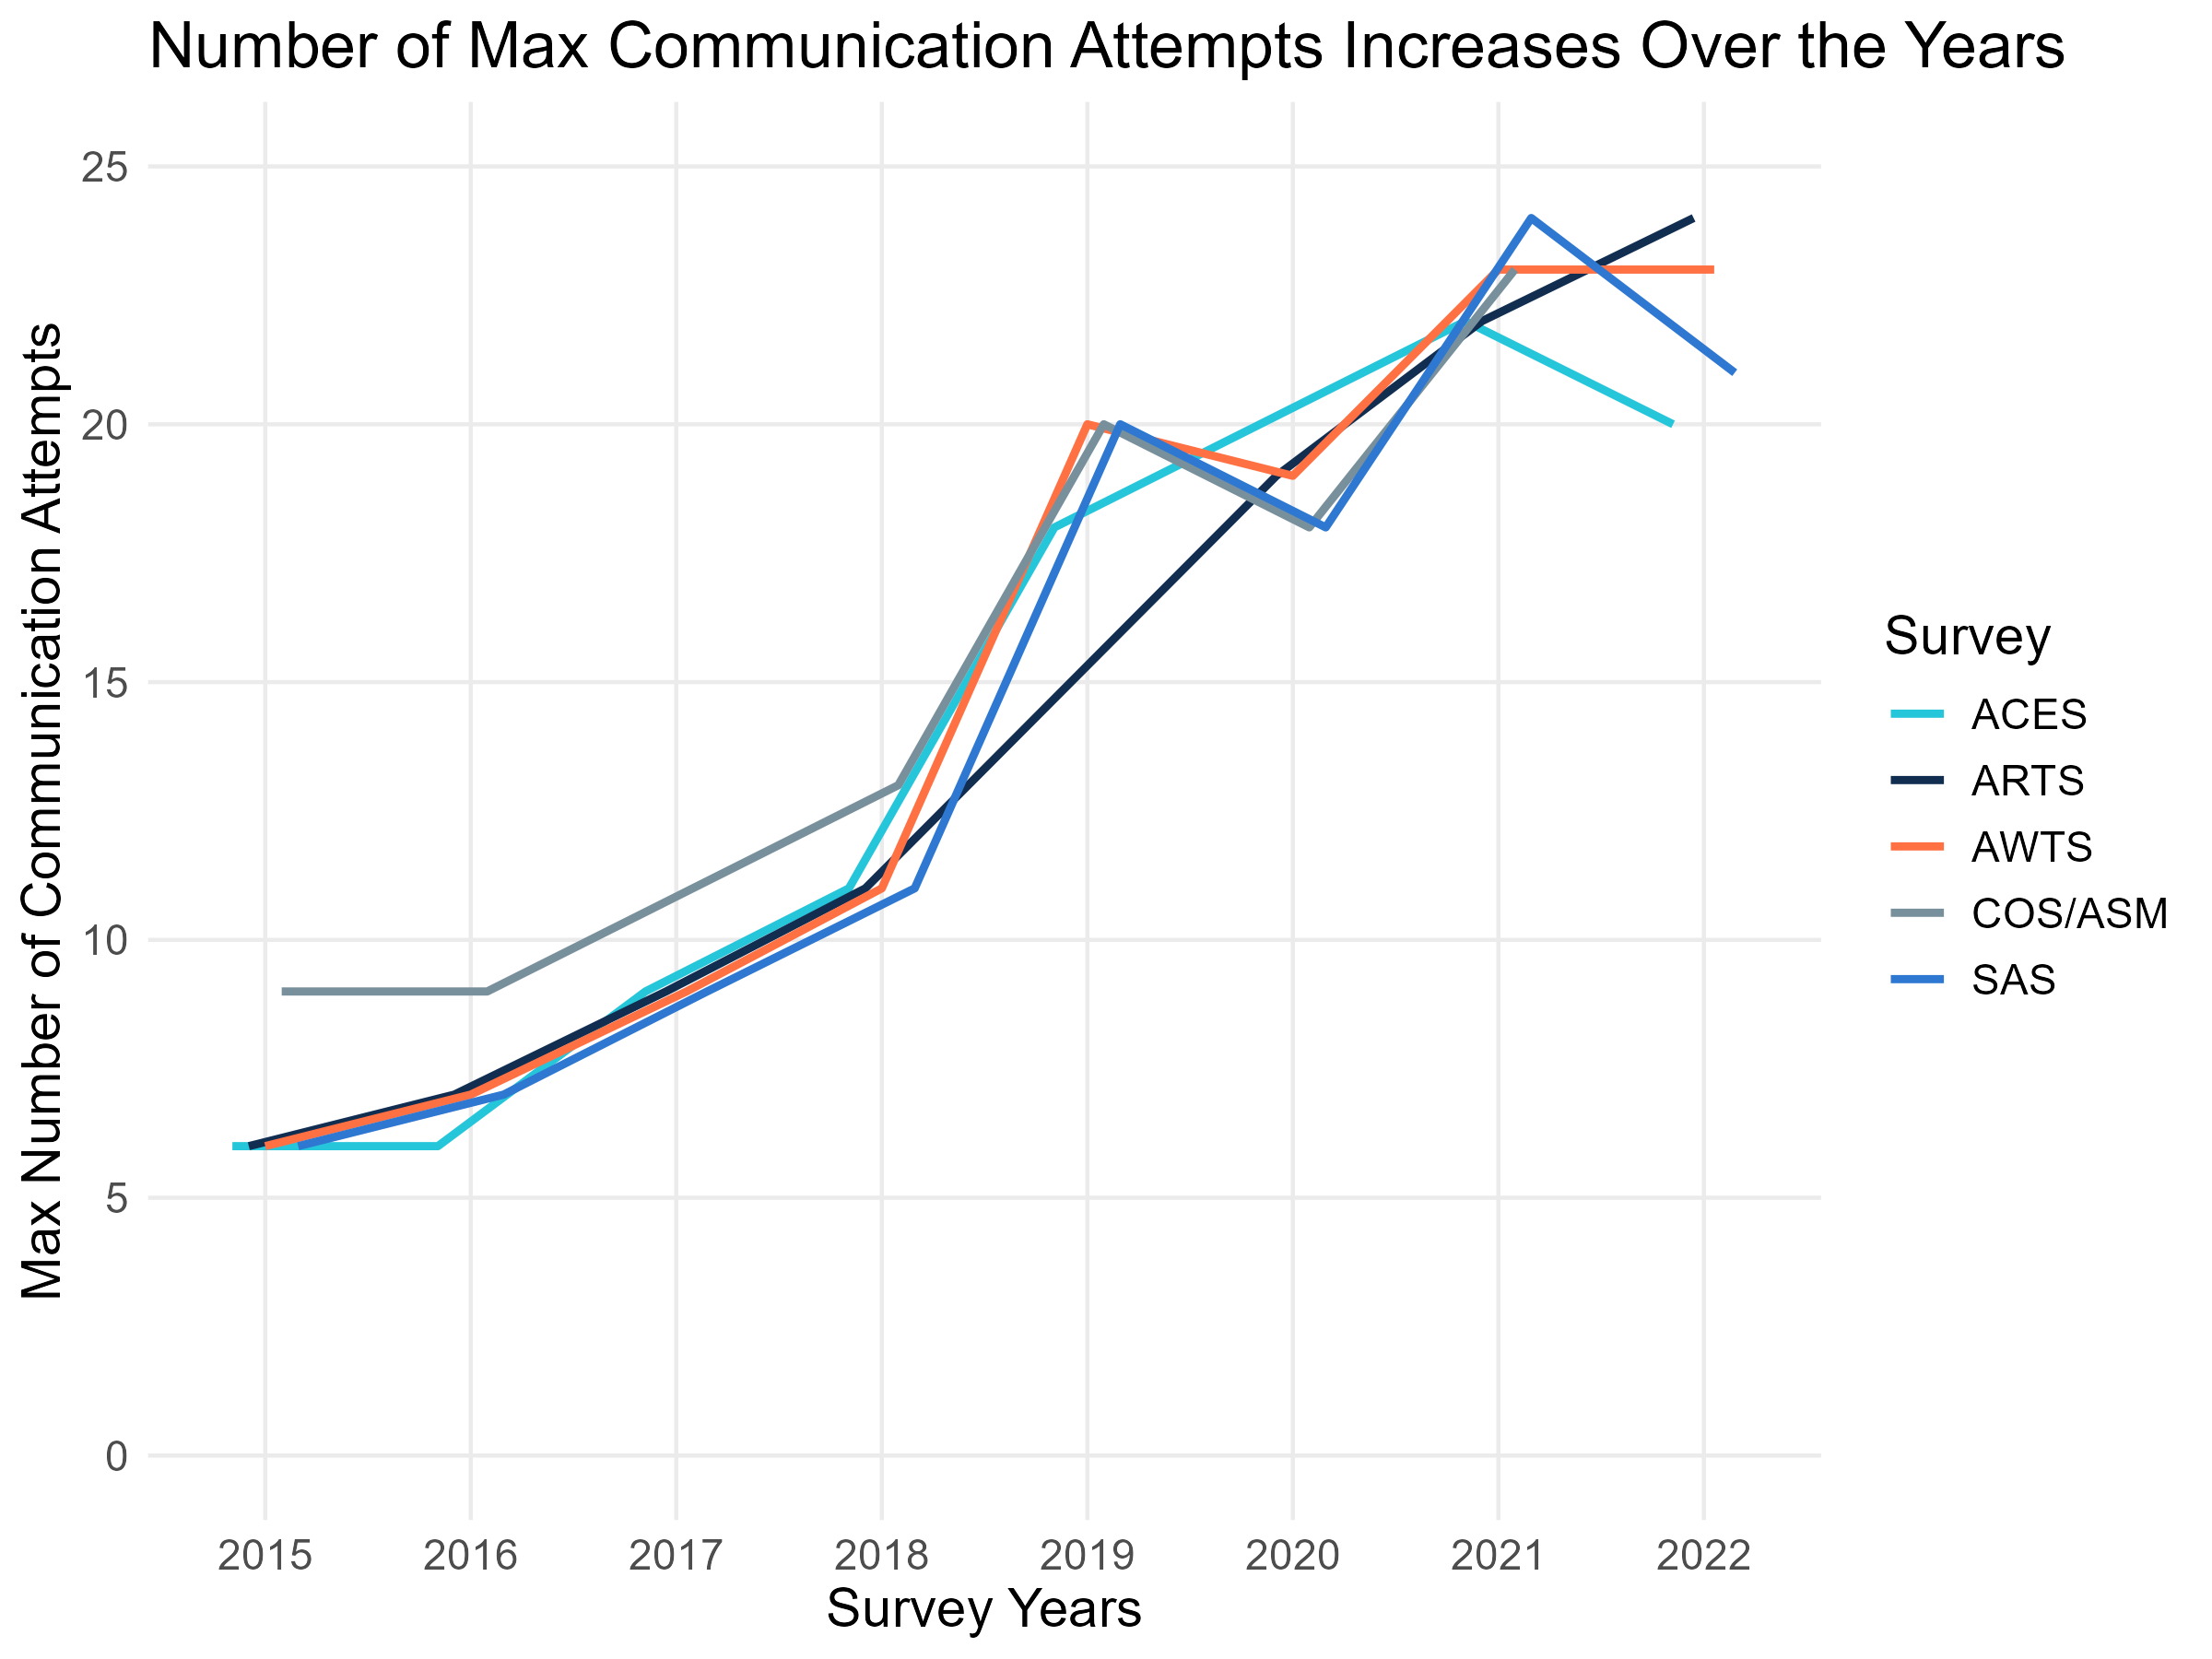 Number of Max Communication Attempts Increases Over the Years
Max Number of Communication Attempts
25
20
15
10
5
0
2015 2016 2017 2018 2019 2020 2021 2022
Survey Years
Survey
ACES
ARTS
AWTS
COS/ASM
SAS